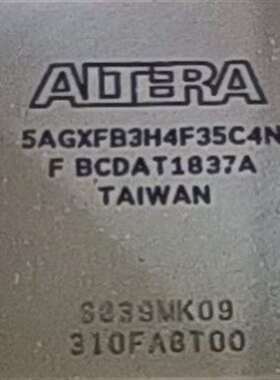 ALTERA
5AGXFB3H4F35C4N
F BCDAT1837A
TAIWAN
S039MK09
310FA8T00